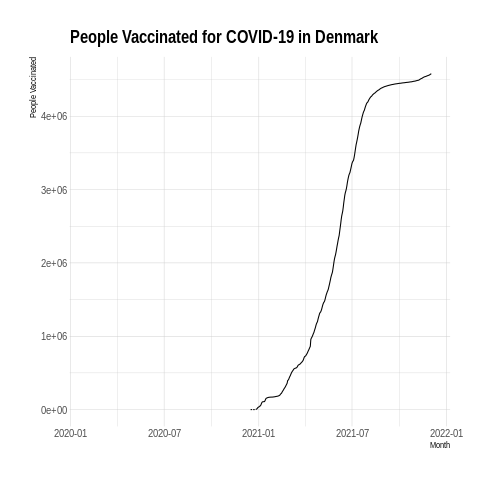 People Vaccinated for COVID-19 in Denmark
People Vaccinated
4e+06
3e+06
2e+06
1e+06
0e+00
2020-01 2020-07 2021-01 2021-07 2022-01
Month